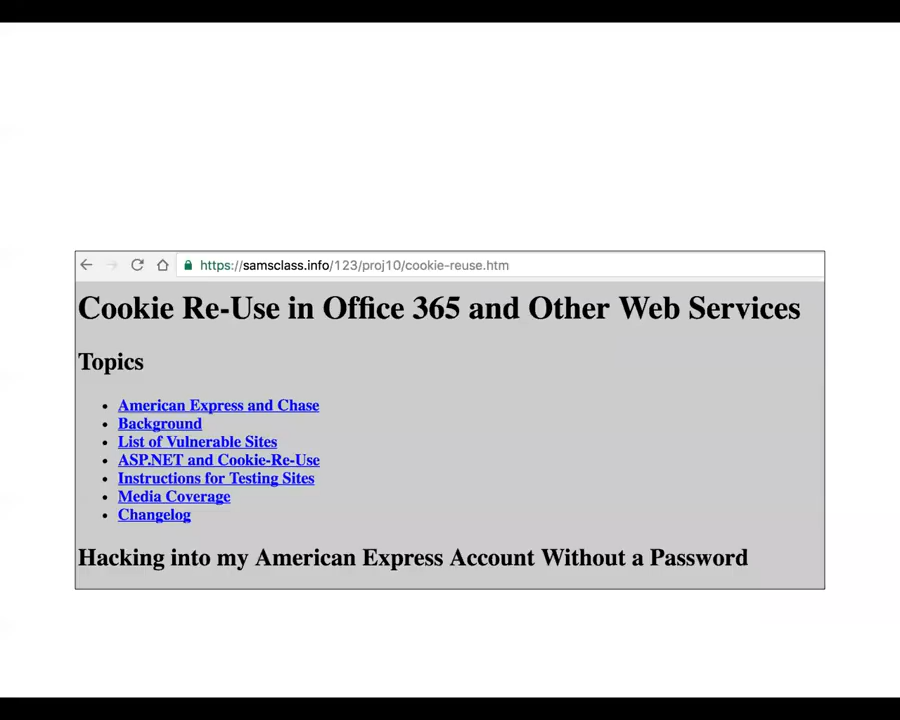 https://samsclass.info/123/proj10/cookie-reuse.htm
Cookie Re-Use in Office 365 and Other Web Services
Topics
American Express and Chase
Background
List of Vulnerable Sites
ASP.NET and Cookie-Re-Use
Instructions for Testing Sites
Media Coverage
Changelog
Hacking into my American Express Account Without a Password